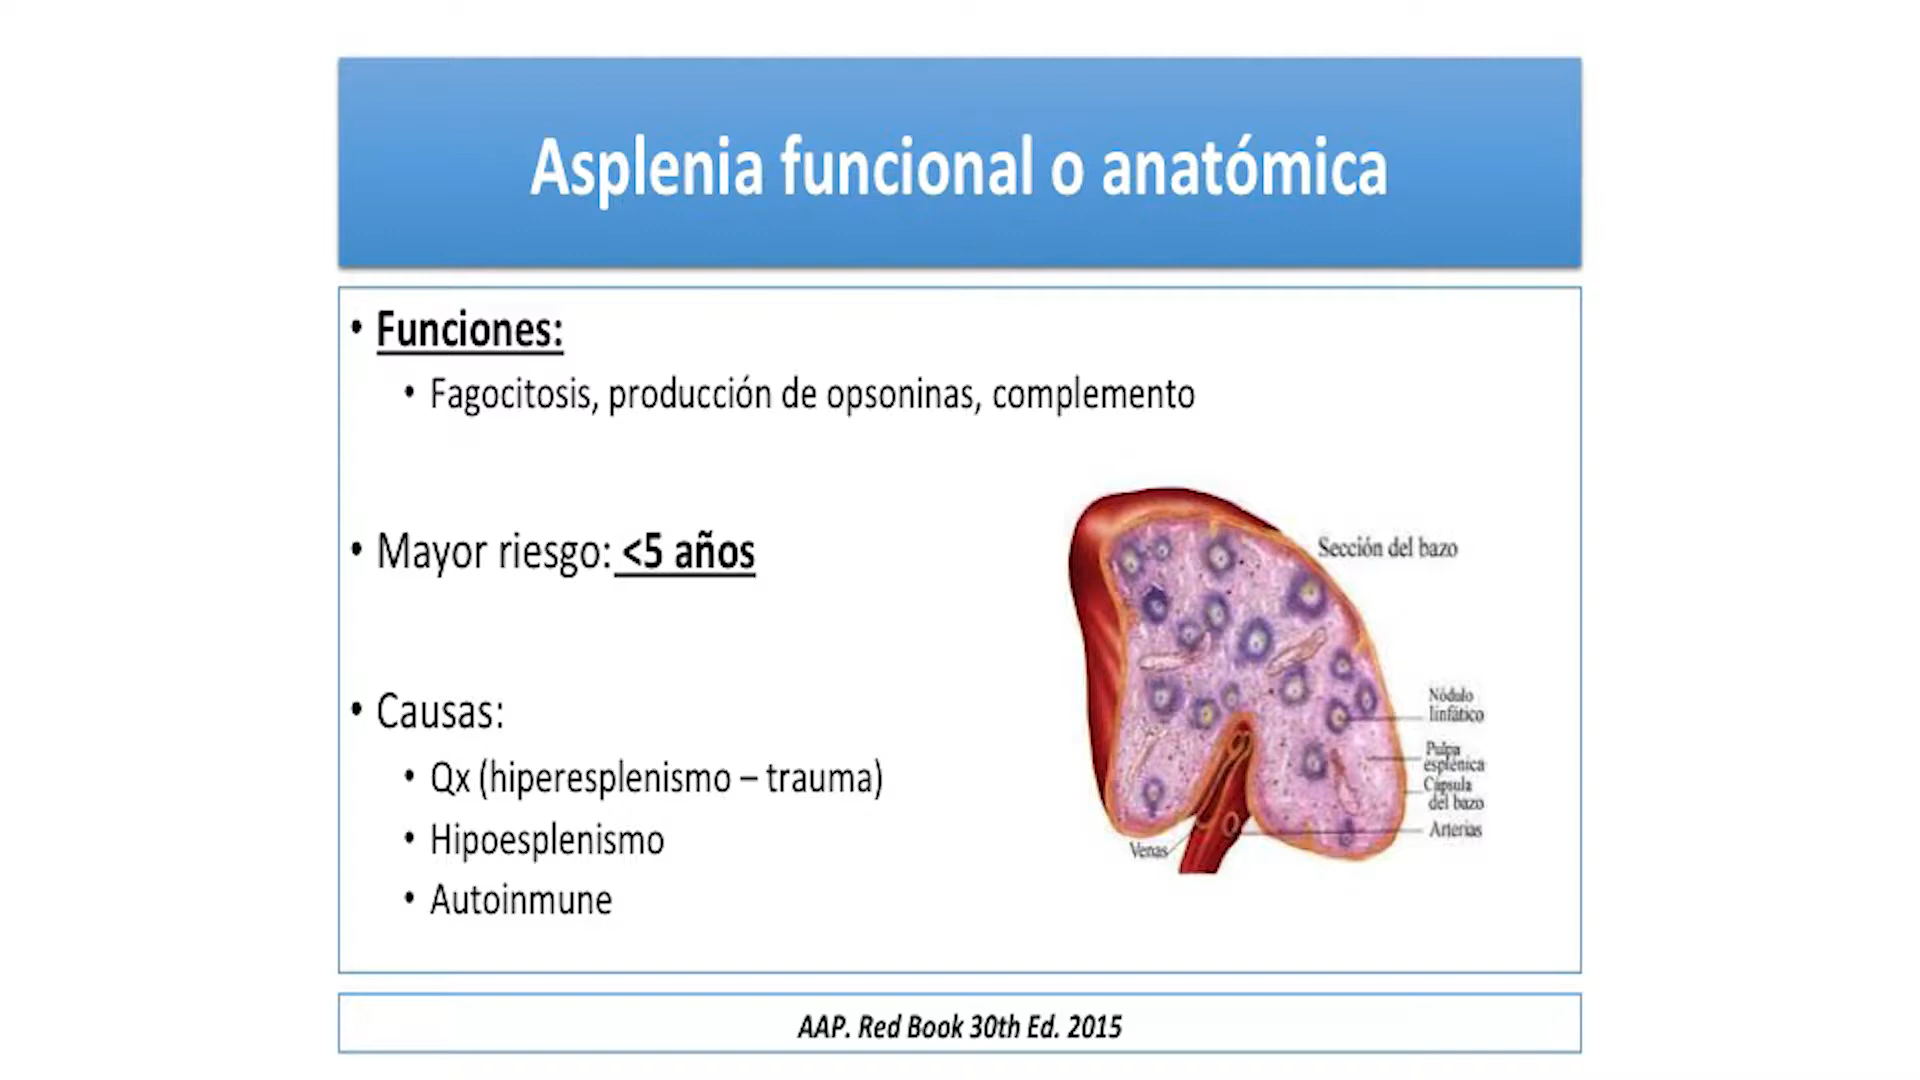 Asplenia funcional o anatómica
• Funciones:
• Fagocitosis, producción de opsoninas, complemento
• Mayor riesgo: <5 años
• Causas:
• Qx (hiperesplenismo – trauma)
• Hipoesplenismo
• Autoinmune
Sección del bazo
Nódulo
linfático
Pulpa
esplénica
Cápsula
del bazo
Arterias
Venas
AAP. Red Book 30th Ed. 2015